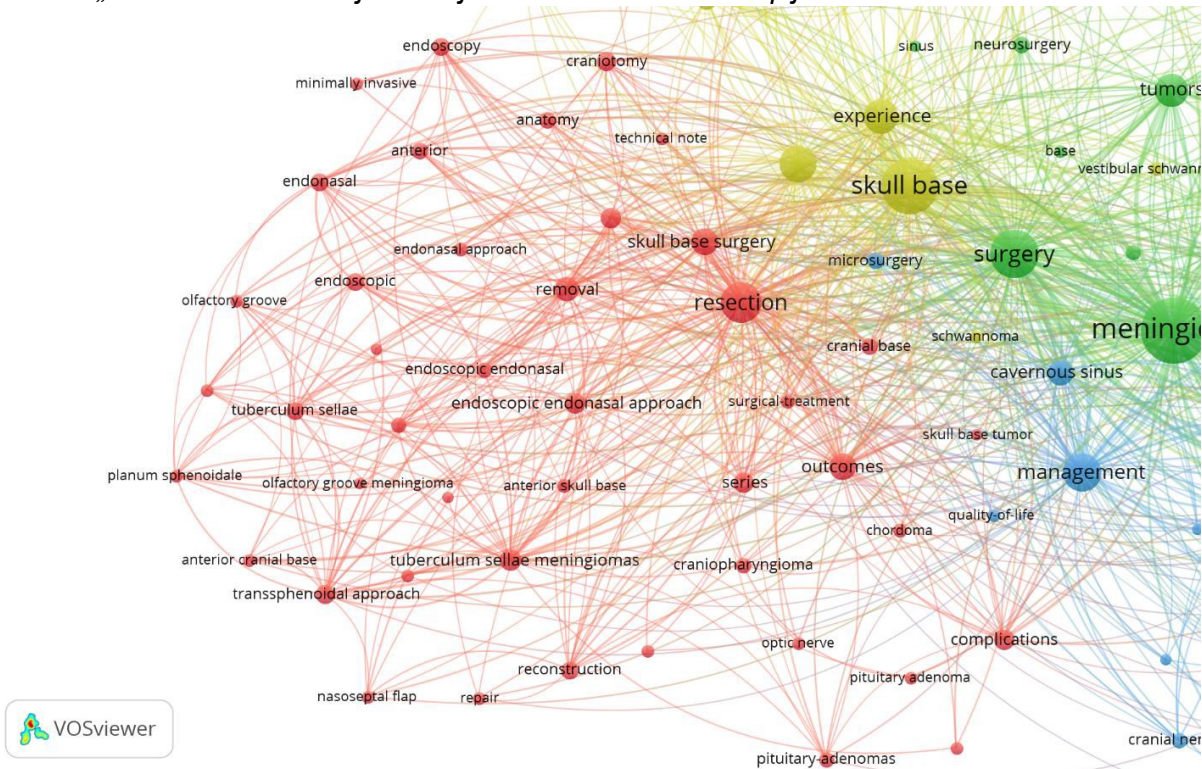 endoscopy
craniotomy
sinus
neurosurgery
minimally invasive
tumors
anatomy
experience
technical note
anterior
base
vestibular schwann
endonasal
skull base
endonasal approach
skull base surgery
surgery
microsurgery
endoscopic
removal
olfactory groove
resection
meningi
schwannoma
cranial base
endoscopic endonasal
cavernous sinus
endoscopic endonasal approach
surgical-treatment
tuberculum sellae
skull base tumor
outcomes
management
planum sphenoidale
olfactory groove meningioma
anterior skull base
series
quality-of-life
chordoma
anterior cranial base
tuberculum sellae meningiomas
craniopharyngioma
transsphenoidal approach
optic nerve
complications
reconstruction
pituitary adenoma
nasoseptal flap
repair
VOSviewer
cranial ner
pituitary-adenomas